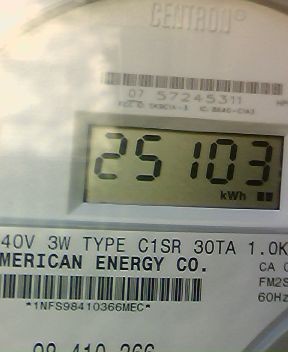 CENTRON®
07 57245311
25103
kWh
40V 3W TYPE C1SR 30TA 1.0K
MERICAN ENERGY CO.
CA
FM2S
60Hz
*1NFS98410366MEC*